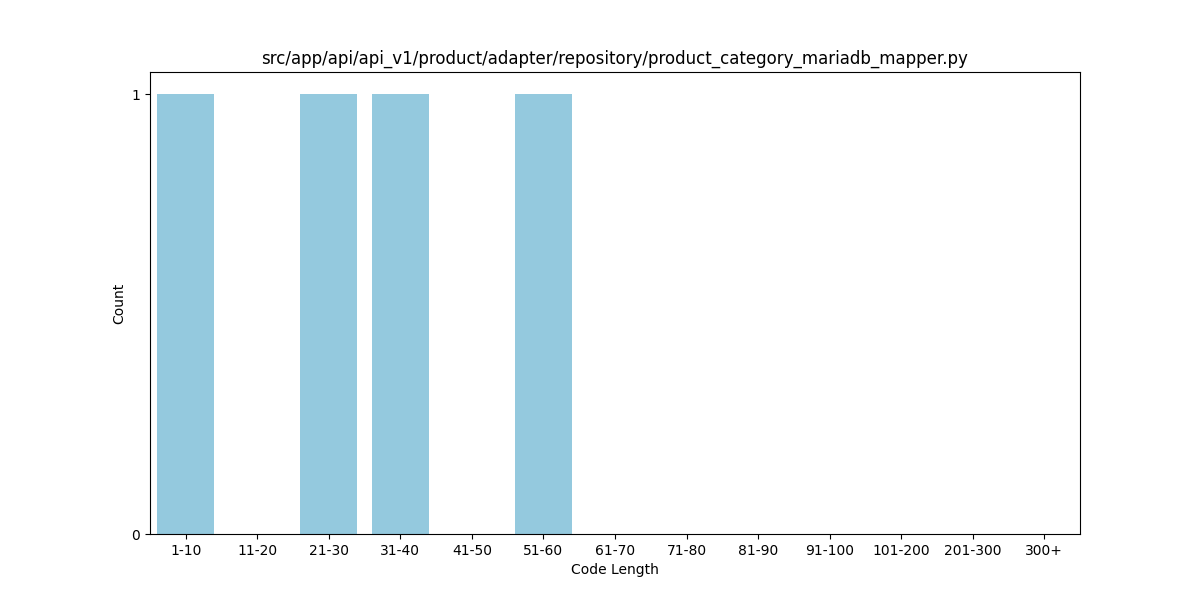 src/app/api/api_v1/product/adapter/repository/product_category_mariadb_mapper.py
1
0
Count
1-10 11-20 21-30 31-40 41-50 51-60 61-70 71-80 81-90 91-100 101-200 201-300 300+
Code Length